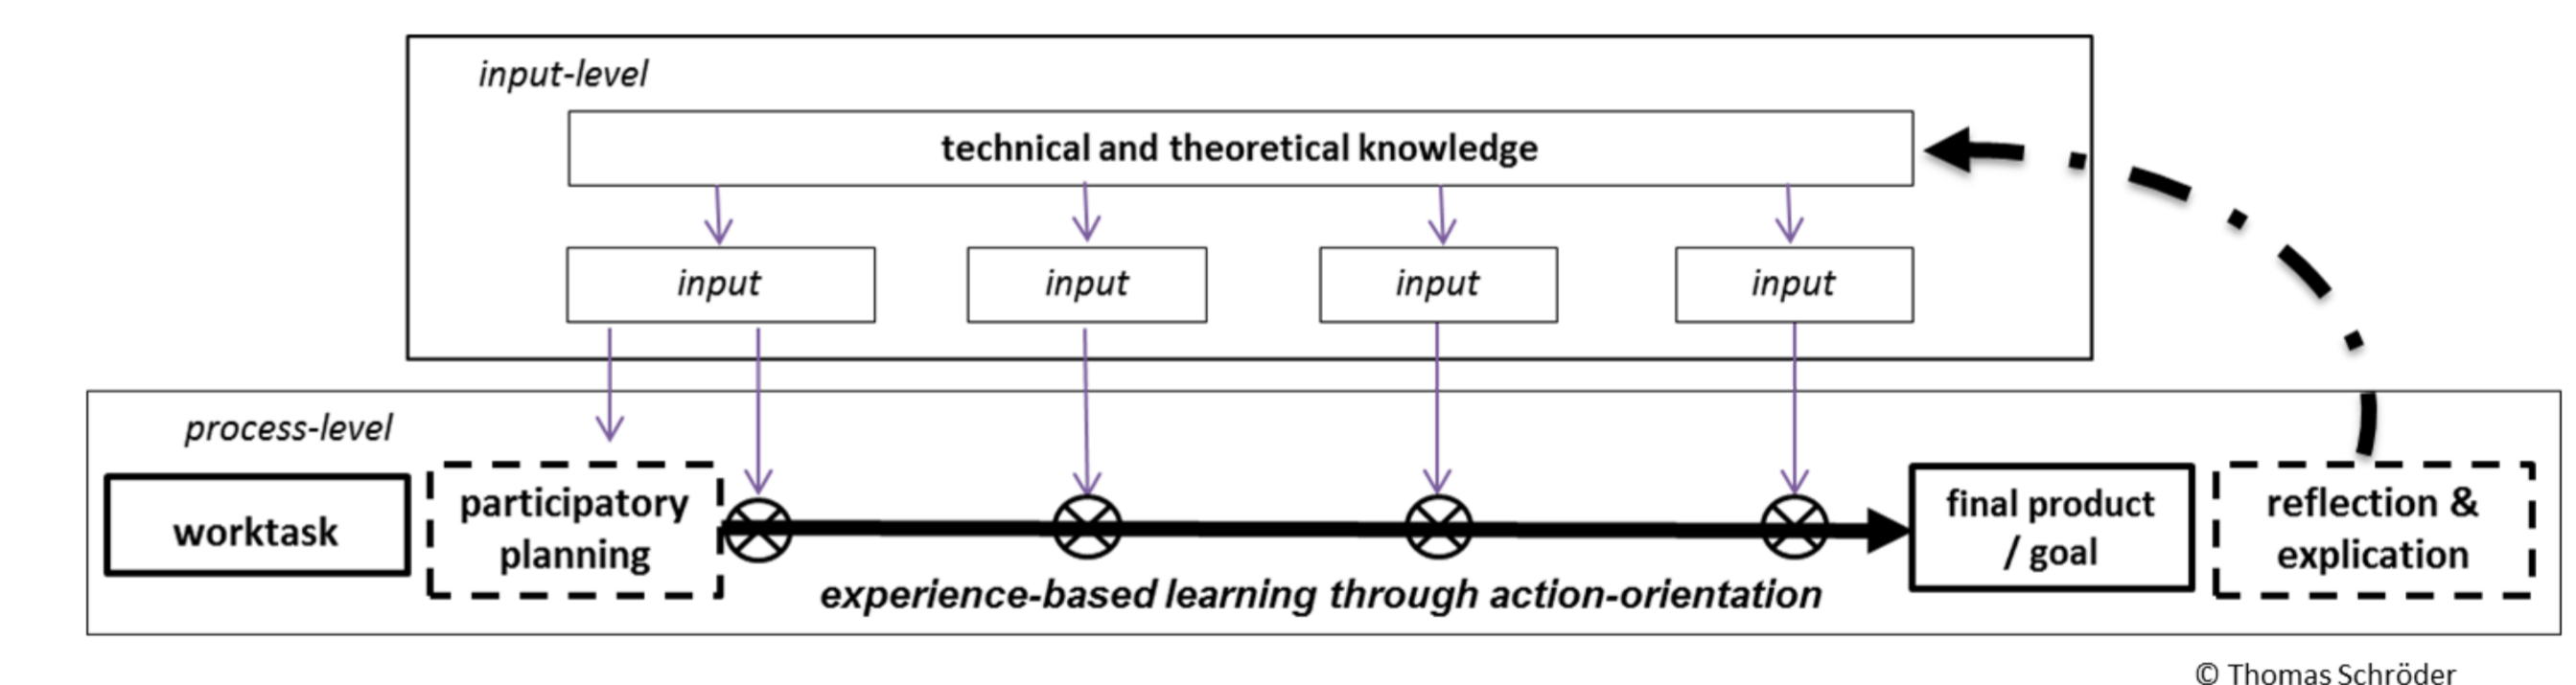 input-level
technical and theoretical knowledge
input
input
input
input
process-level
worktask
participatory
planning
experience-based learning through action-orientation
final product
/ goal
reflection &
explication
© Thomas Schröder